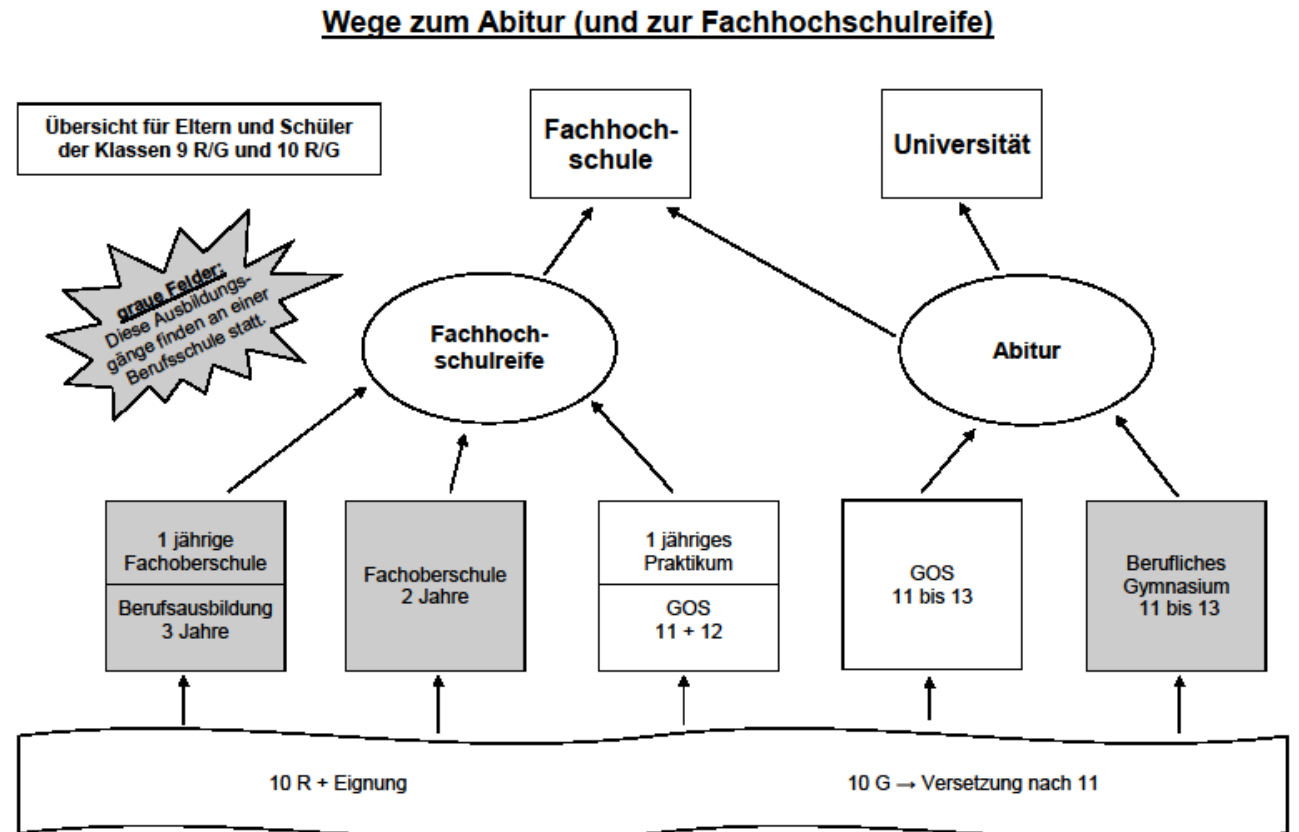 Wege zum Abitur (und zur Fachhochschulreife)
Übersicht für Eltern und Schüler
der Klassen 9 R/G und 10 R/G
Fachhoch-
schule
Universität
graue Felder:
Diese Ausbildungs-
gänge finden an einer
Berufsschule statt.
Fachhoch-
schulreife
Abitur
1 jährige
Fachoberschule
Berufsausbildung
3 Jahre
Fachoberschule
2 Jahre
1 jähriges
Praktikum
GOS
11 + 12
GOS
11 bis 13
Berufliches
Gymnasium
11 bis 13
10 R + Eignung
10 G → Versetzung nach 11